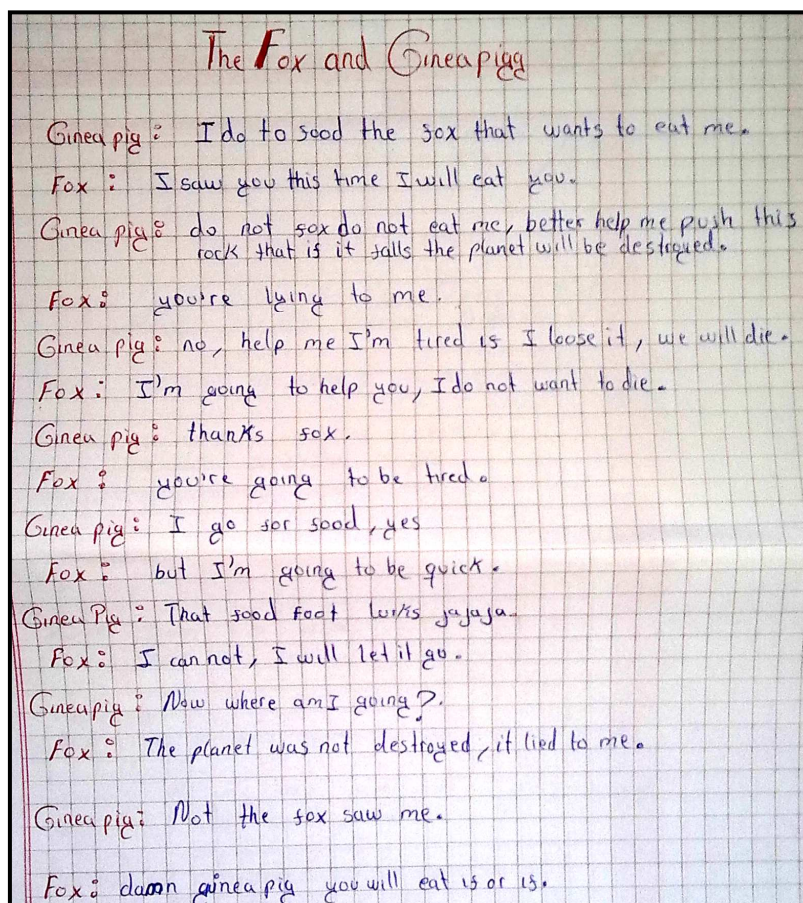 The Fox and Gineapigg
Ginea pig: I do to sood the sox that wants to eat me.
Fox: I saw you this time I will eat you.
Ginea pig: do not sox do not eat me, better help me push this
rock that if it salls the planet will be destroyed.
Fox: you're lying to me.
Ginea pig: no, help me I'm tired is I loose it, we will die.
Fox: I'm going to help you, I do not want to die.
Ginea pig: thanks sox.
Fox: you're going to be tired.
Ginea pig: I go sor sood, yes
Fox: but I'm going to be quick.
Ginea Pig: That sood foot jajaja.
Fox: I can not, I will let it go.
Gineapig: Now where am I going?.
Fox: The planet was not destroyed, it lied to me.
Ginea pig: Not the fox saw me.
Fox: damn guinea pig you will eat is or is.